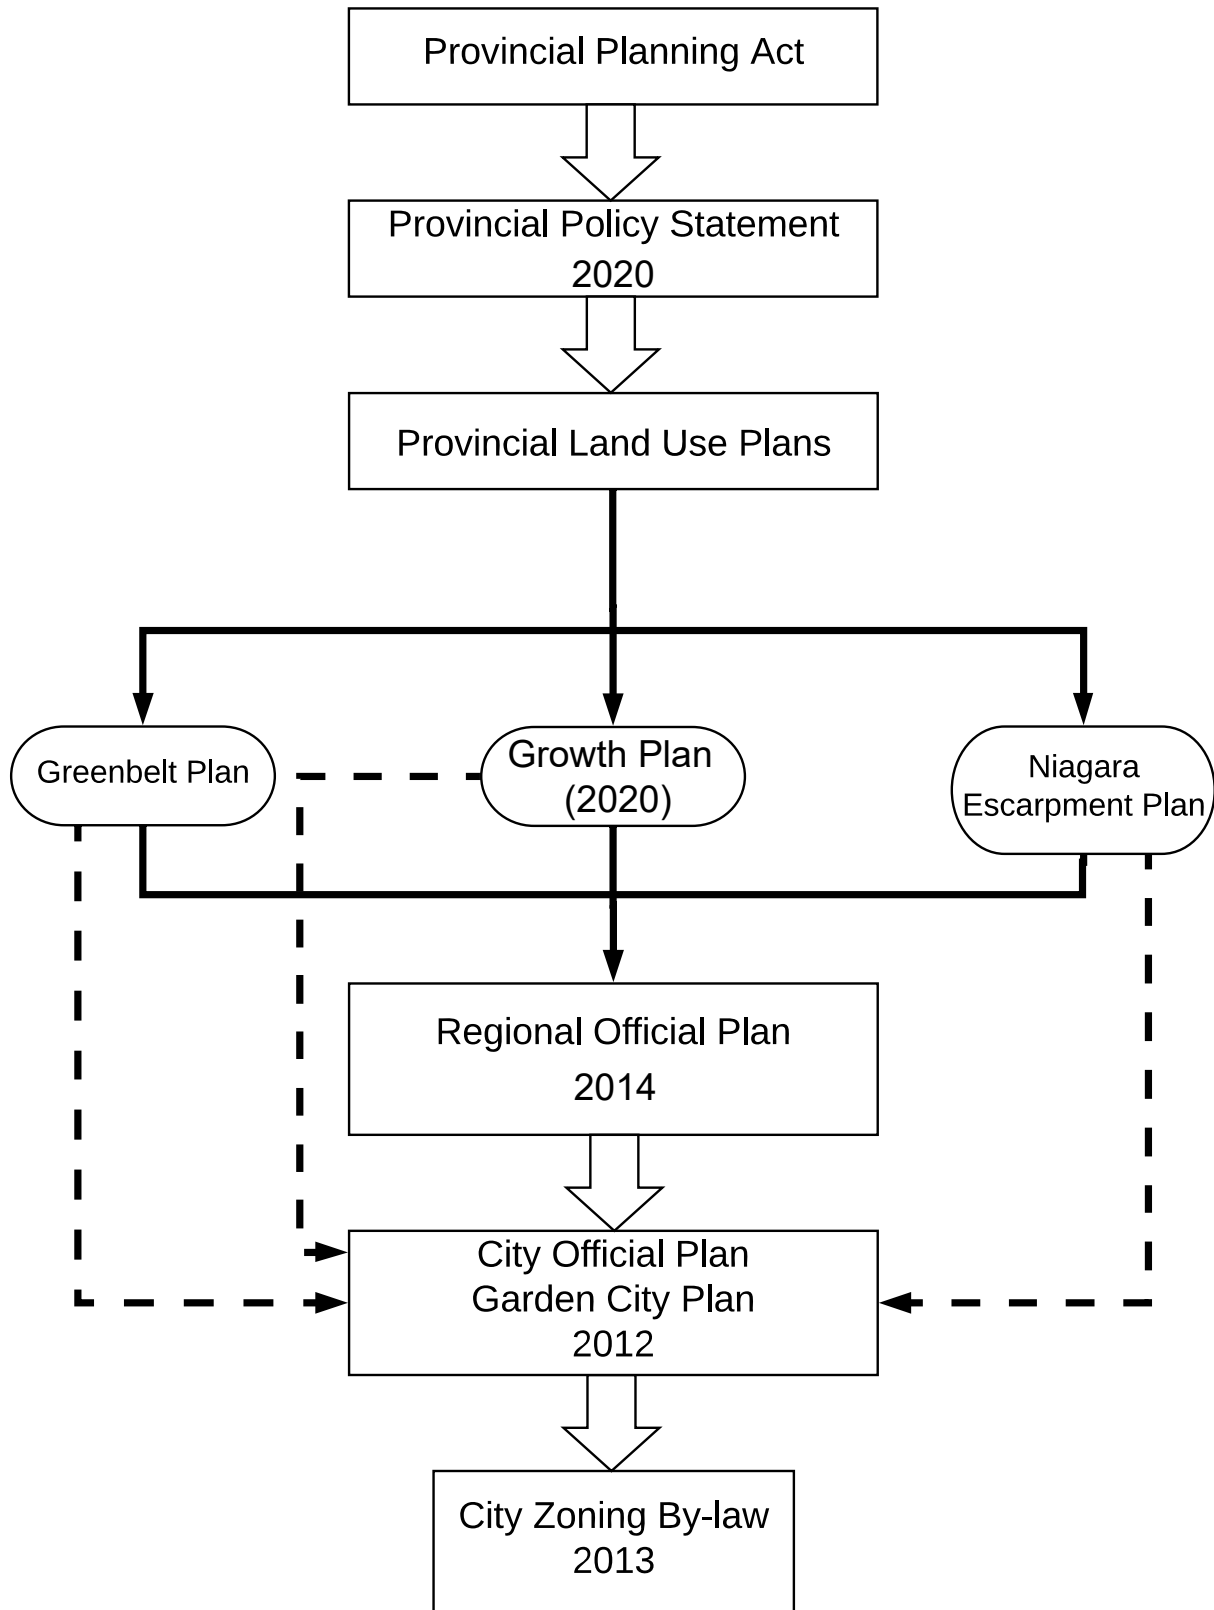 Provincial Planning Act
Provincial Policy Statement
2020
Provincial Land Use Plans
Greenbelt Plan
Growth Plan
(2020)
Niagara
Escarpment Plan
Regional Official Plan
2014
City Official Plan
Garden City Plan
2012
City Zoning By-law
2013